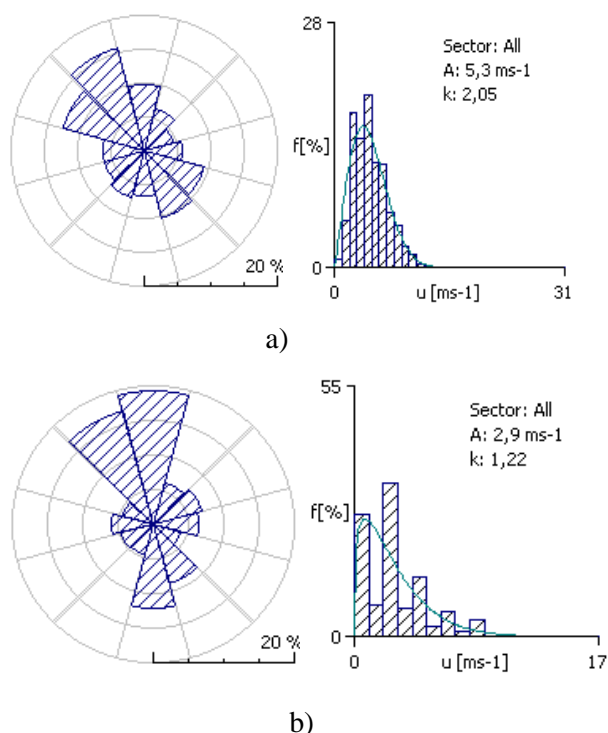 28
Sector: All
A: 5,3 ms-1
k: 2,05
f[%]
20 %
0
0
u [ms-1]
31
a)
55
Sector: All
A: 2,9 ms-1
k: 1,22
f[%]
20 %
0
0
u [ms-1]
17
b)